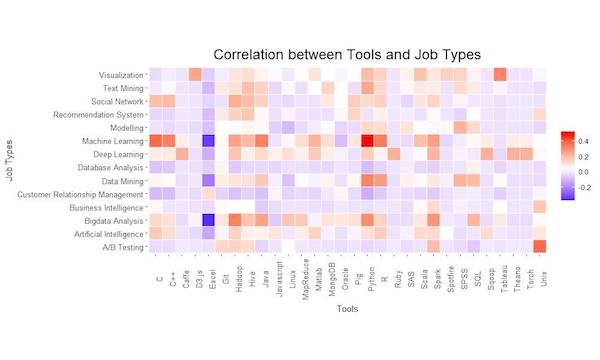 Correlation between Tools and Job Types
Job Types
Visualization
Text Mining
Social Network
Recommendation System
Modelling
Machine Learning
Deep Learning
Database Analysis
Data Mining
Customer Relationship Management
Business Intelligence
Bigdata Analysis
Artificial Intelligence
A/B Testing
0.4
0.2
0.0
-0.2
C
C++
Caffe
D3.js
Excel
Git
Hadoop
Hive
Java
Javascript
Linux
MapReduce
Matlab
MongoDB
Oracle
Pig
Python
R
Ruby
SAS
Scala
Spark
Spotfire
SPSS
SQL
Sqoop
Tableau
Theano
Torch
Unix
Tools